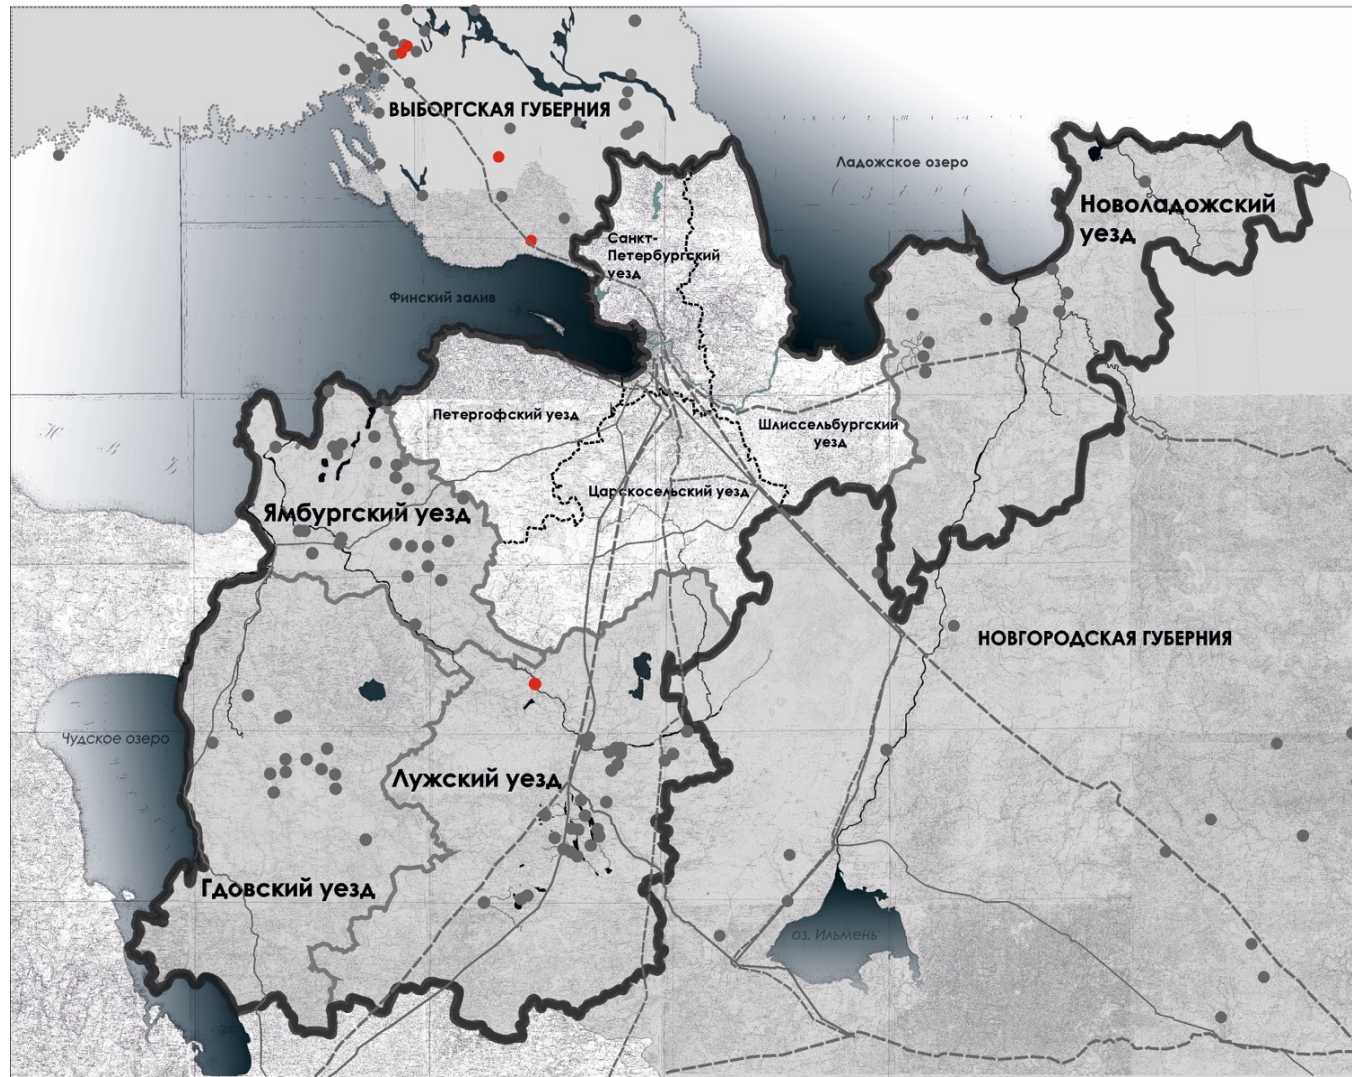 ВЫБОРГСКАЯ ГУБЕРНИЯ
Ладожское озеро
Новоладожский
уезд
Санкт-
Петербургский
уезд
Финский залив
Петергофский уезд
Шлиссельбургский
уезд
Царскосельский уезд
Ямбургский уезд
НОВГОРОДСКАЯ ГУБЕРНИЯ
Чудское озеро
Лужский уезд
Гдовский уезд
оз. Ильмень